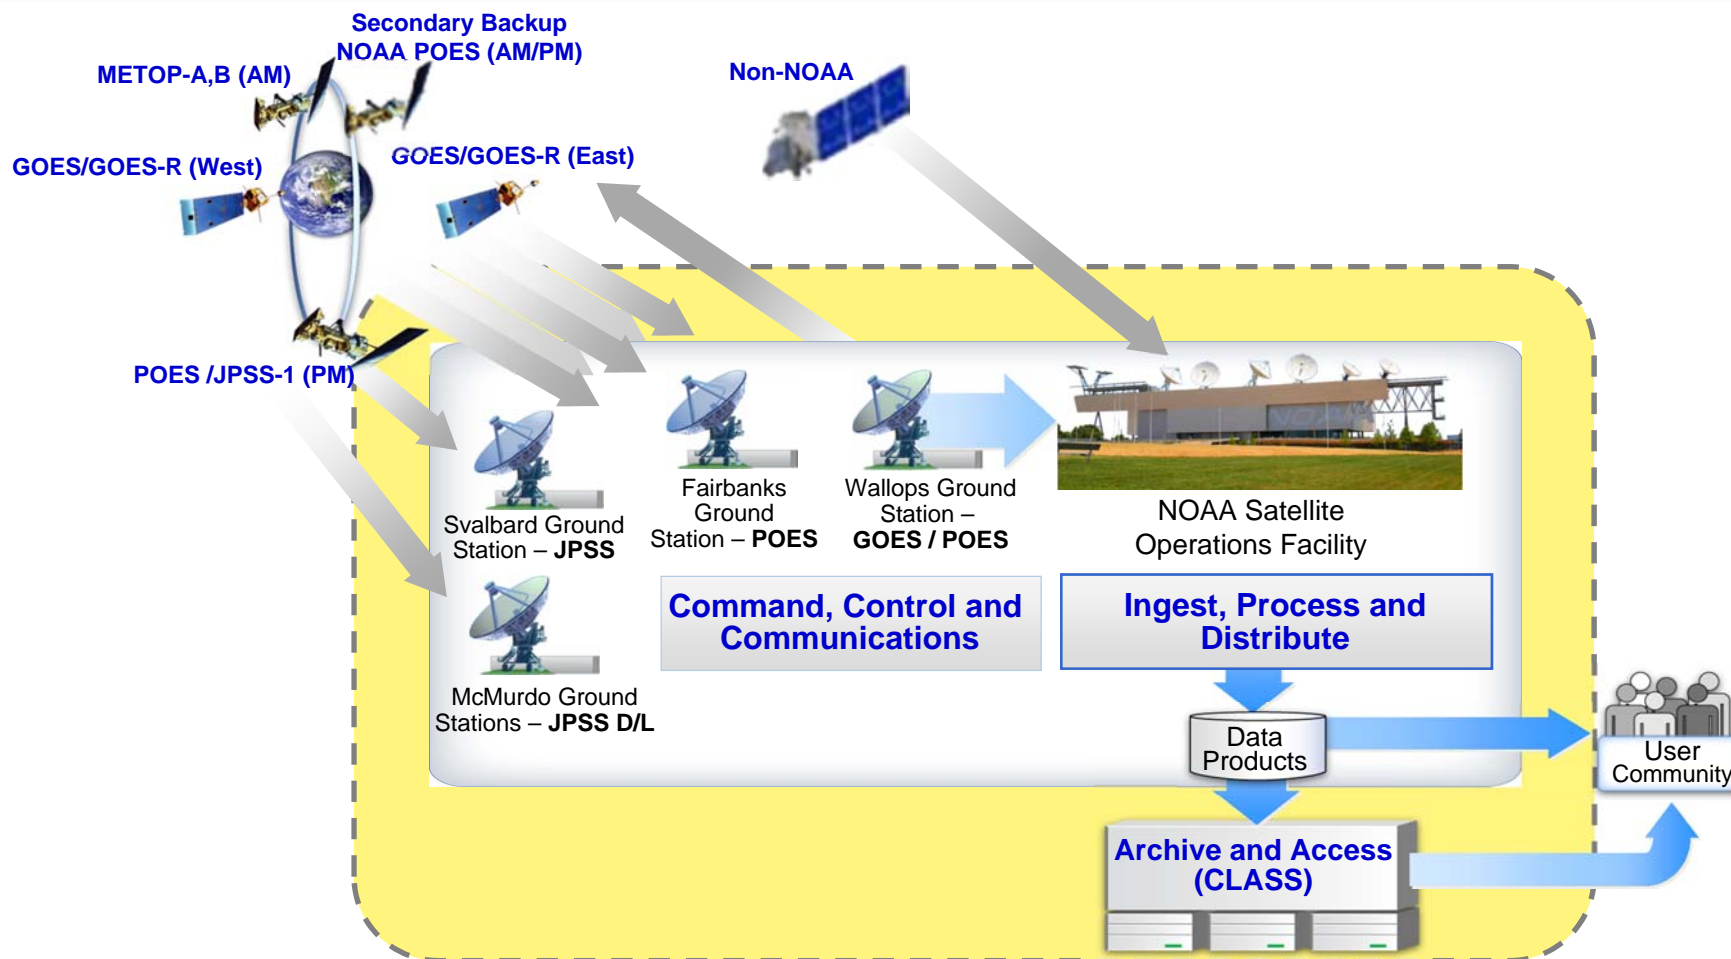 Secondary Backup
NOAA POES (AM/PM)
METOP-A,B (AM)
Non-NOAA
GOES/GOES-R (West)
GOES/GOES-R (East)
POES /JPSS-1 (PM)
Svalbard Ground
Station – JPSS
Fairbanks
Ground
Station – POES
Wallops Ground
Station –
GOES / POES
NOAA
NOAA Satellite
Operations Facility
Command, Control and
Communications
Ingest, Process and
Distribute
McMurdo Ground
Stations – JPSS D/L
Data
Products
User
Community
Archive and Access
(CLASS)